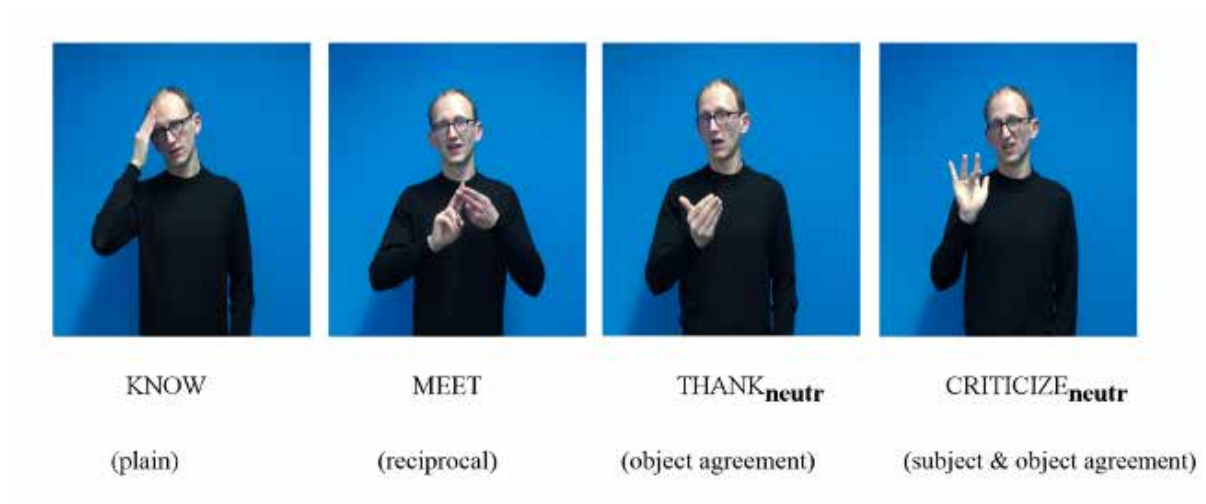 KNOW MEET THANKneutr CRITICIZEneutr
(plain) (reciprocal) (object agreement) (subject & object agreement)